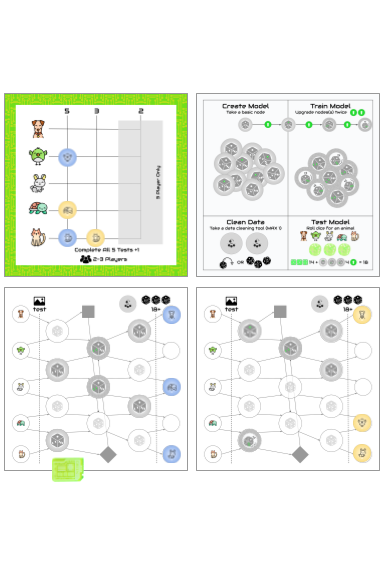 5 3 2
3 Player Only
Complete All 5 Tests +1
2-3 Players
Create Model
Take a basic node
Train Model
Upgrade node(s) twice
Clean Data
Take a data cleaning tool (MAX 1)
OR
Test Model
Roll dice for an animal
= 18
test
18+
test
18+